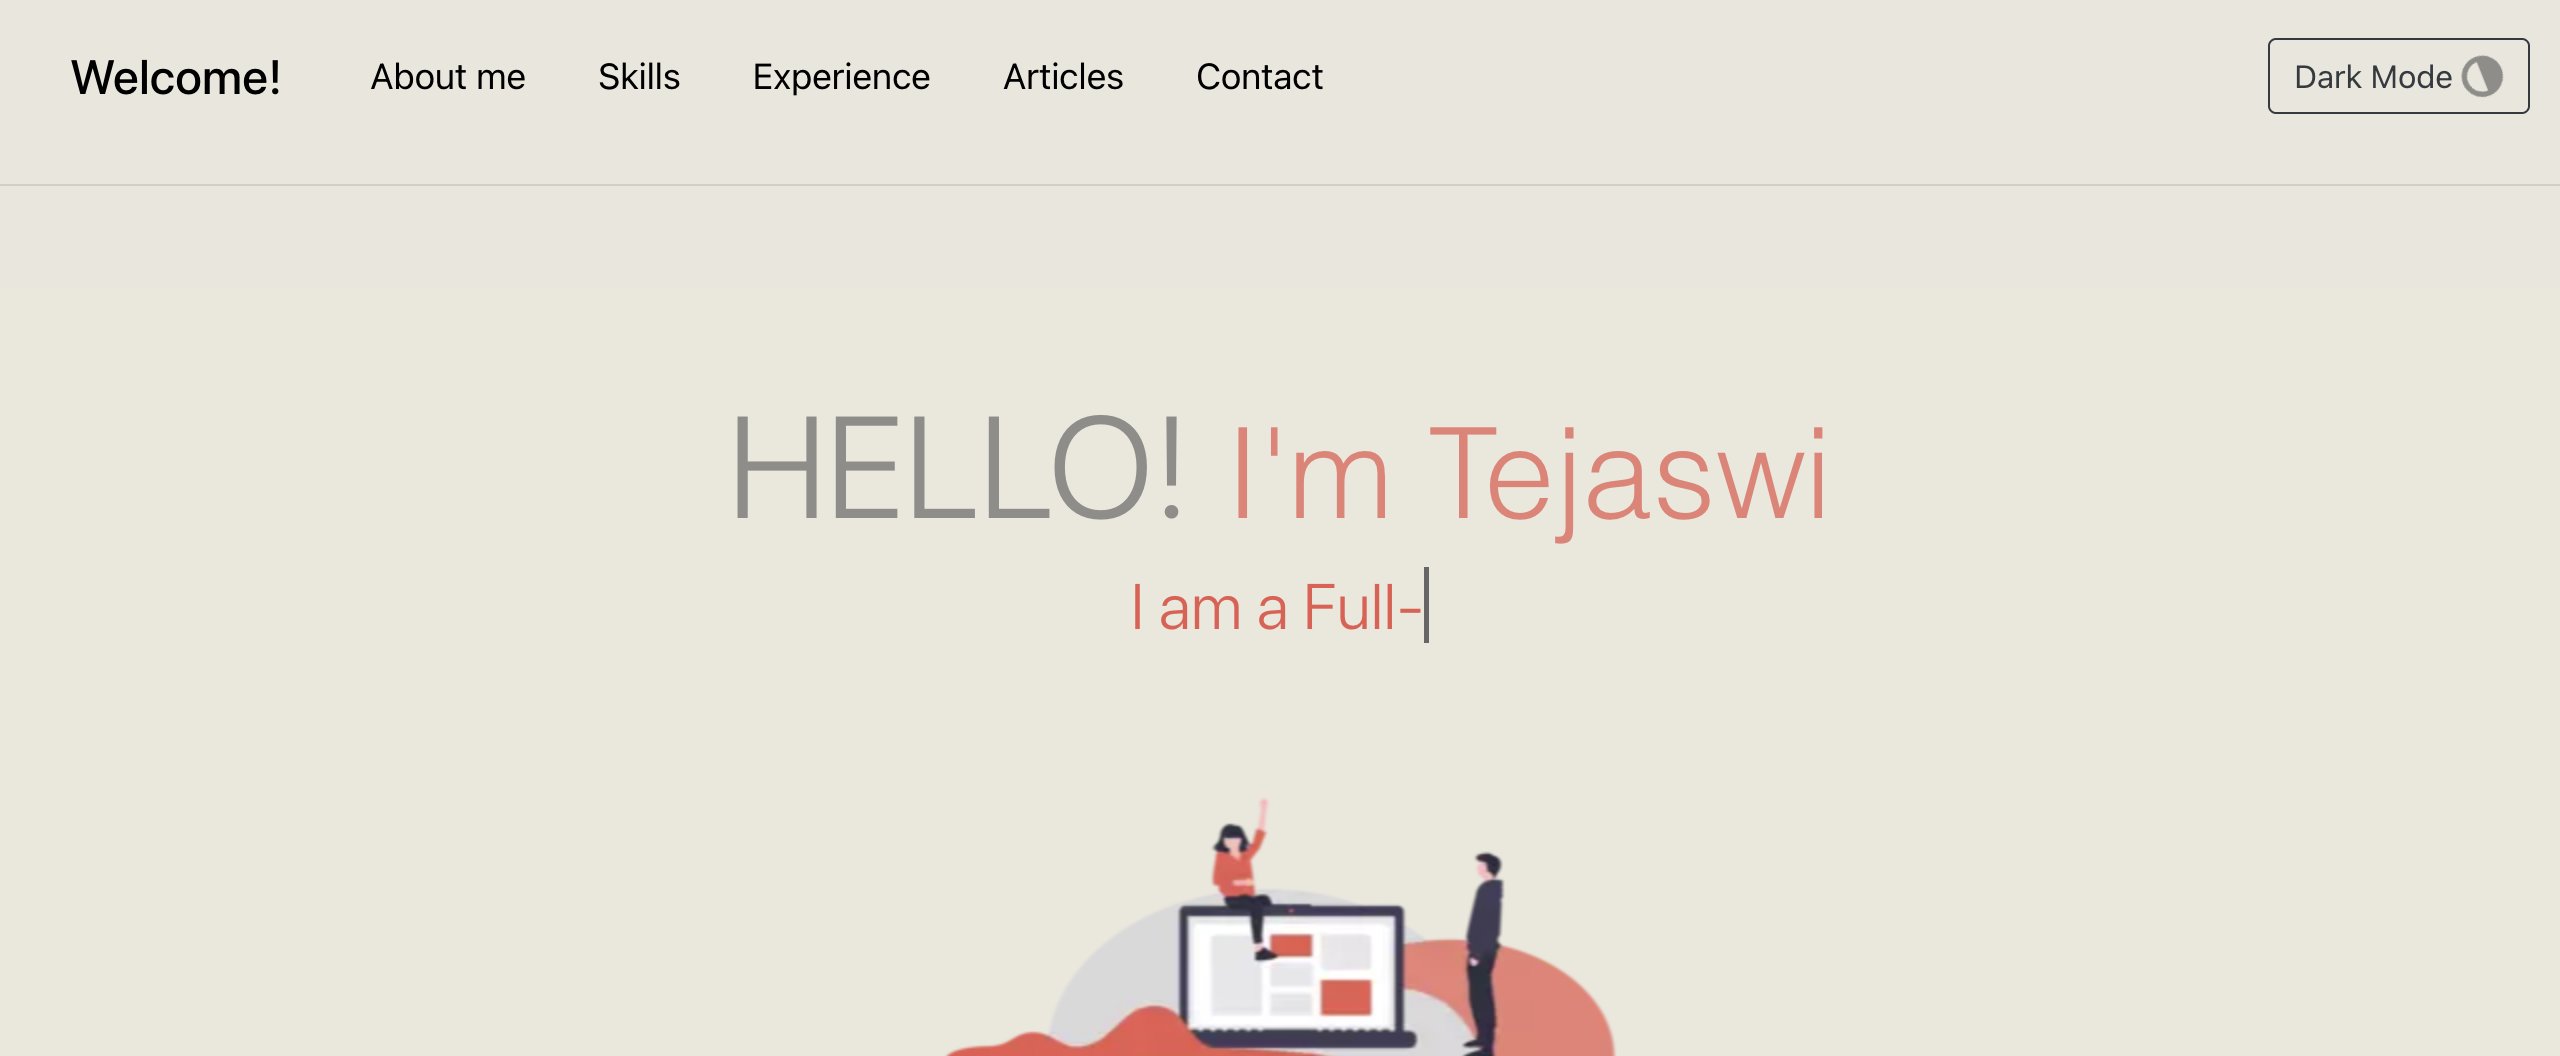 Welcome! About me Skills Experience Articles Contact Dark Mode
HELLO! I'm Tejaswi
I am a Full-